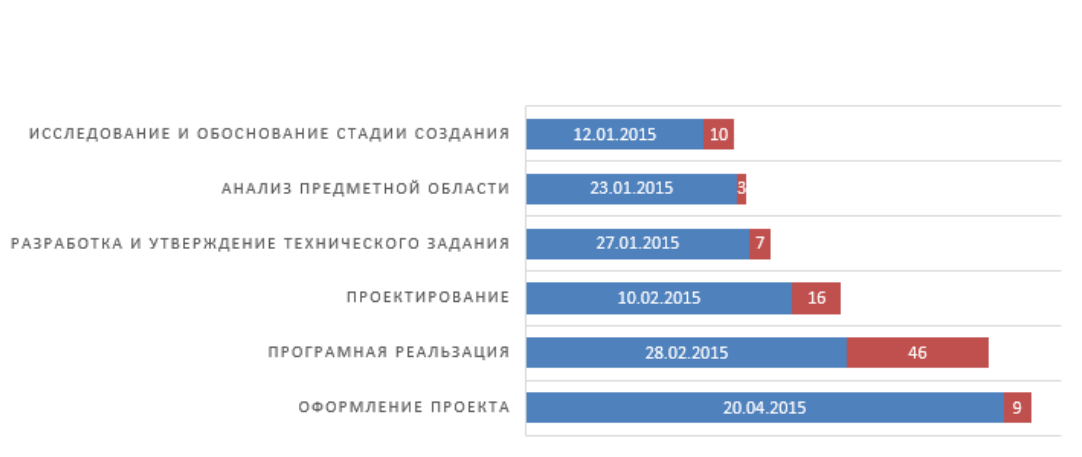 ИССЛЕДОВАНИЕ И ОБОСНОВАНИЕ СТАДИИ СОЗДАНИЯ 12.01.2015 10
АНАЛИЗ ПРЕДМЕТНОЙ ОБЛАСТИ 23.01.2015 3
РАЗРАБОТКА И УТВЕРЖДЕНИЕ ТЕХНИЧЕСКОГО ЗАДАНИЯ 27.01.2015 7
ПРОЕКТИРОВАНИЕ 10.02.2015 16
ПРОГРАМНАЯ РЕАЛЬЗАЦИЯ 28.02.2015 46
ОФОРМЛЕНИЕ ПРОЕКТА 20.04.2015 9